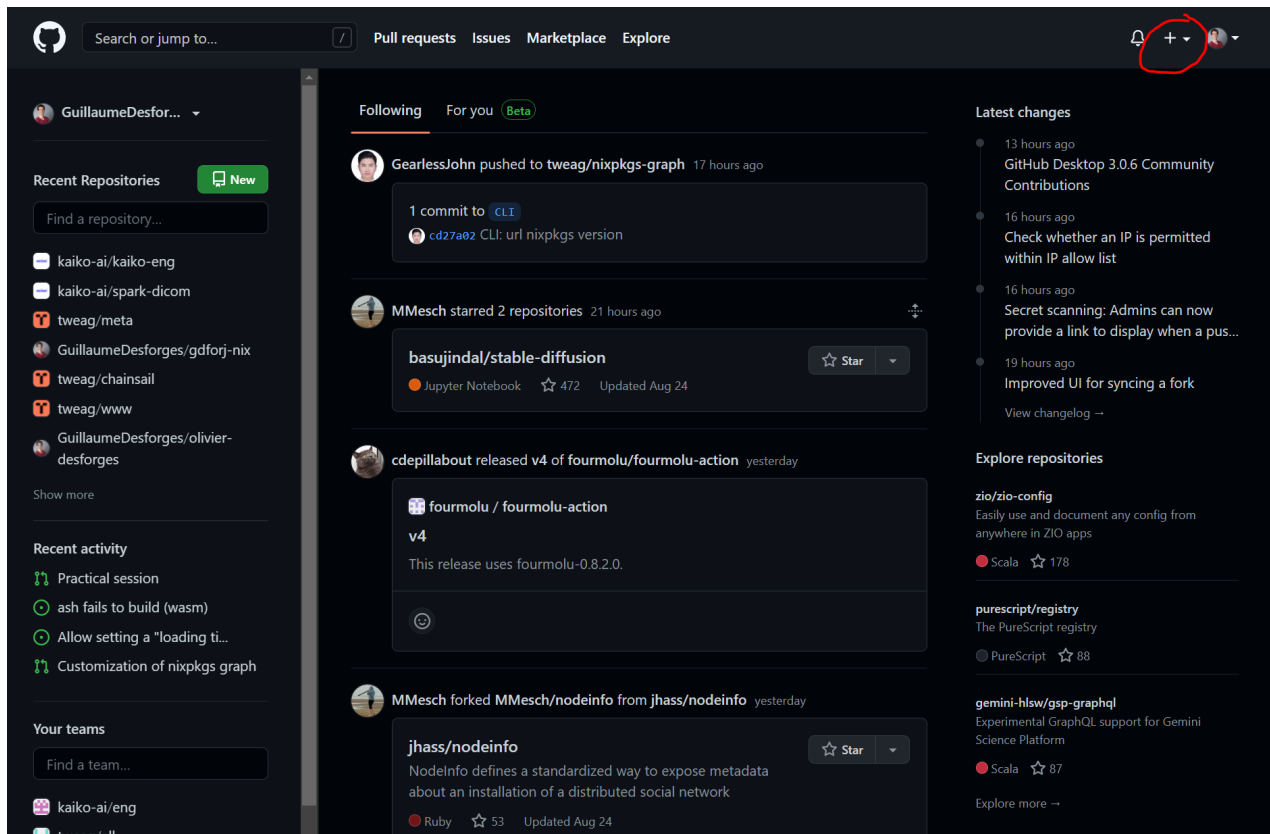 Search or jump to... /
Pull requests Issues Marketplace Explore
GuillaumeDesfor...
Recent Repositories New
Find a repository...
kaiko-ai/kaiko-eng
kaiko-ai/spark-dicom
tweag/meta
GuillaumeDesforges/gdforj-nix
tweag/chainsail
tweag/www
GuillaumeDesforges/olivier-
desforges
Show more
Recent activity
Practical session
ash fails to build (wasm)
Allow setting a "loading ti...
Customization of nixpkgs graph
Your teams
Find a team...
kaiko-ai/eng
Following For you Beta
GearlessJohn pushed to tweag/nixpkgs-graph 17 hours ago
1 commit to CLI
cd27a02 CLI: url nixpkgs version
MMesch starred 2 repositories 21 hours ago
basujindal/stable-diffusion Star
Jupyter Notebook 472 Updated Aug 24
cdepillabout released v4 of fourmolu/fourmolu-action yesterday
fourmolu / fourmolu-action
v4
This release uses fourmolu-0.8.2.0.
MMesch forked MMesch/nodeinfo from jhass/nodeinfo yesterday
jhass/nodeinfo Star
NodeInfo defines a standardized way to expose metadata
about an installation of a distributed social network
Ruby 53 Updated Aug 24
Latest changes
13 hours ago
GitHub Desktop 3.0.6 Community
Contributions
16 hours ago
Check whether an IP is permitted
within IP allow list
16 hours ago
Secret scanning: Admins can now
provide a link to display when a pus...
19 hours ago
Improved UI for syncing a fork
View changelog →
Explore repositories
zio/zio-config
Easily use and document any config from
anywhere in ZIO apps
Scala 178
purescript/registry
The PureScript registry
PureScript 88
gemini-hlsw/gsp-graphql
Experimental GraphQL support for Gemini
Science Platform
Scala 87
Explore more →